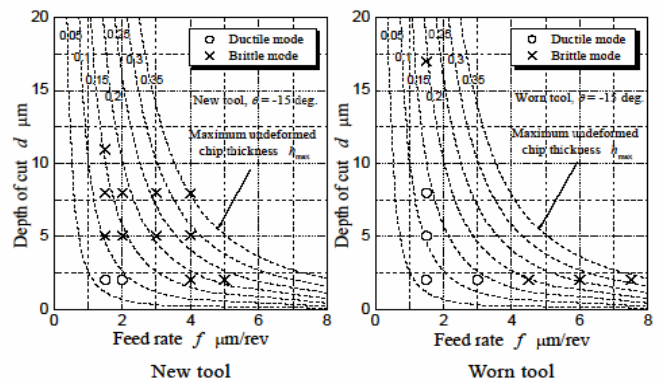 0.05
0.1
0.15
0.2
0.25
0.3
0.35
Ductile mode
Brittle mode
New tool, θ = -15 deg.
Maximum undeformed
chip thickness hmax
Depth of cut d μm
20
15
10
5
0
0 2 4 6 8
Feed rate f μm/rev
New tool
0.05
0.1
0.15
0.2
0.25
0.3
0.35
Ductile mode
Brittle mode
Worn tool, θ = -15 deg.
Maximum undeformed
chip thickness hmax
Depth of cut d μm
20
15
10
5
0
0 2 4 6 8
Feed rate f μm/rev
Worn tool